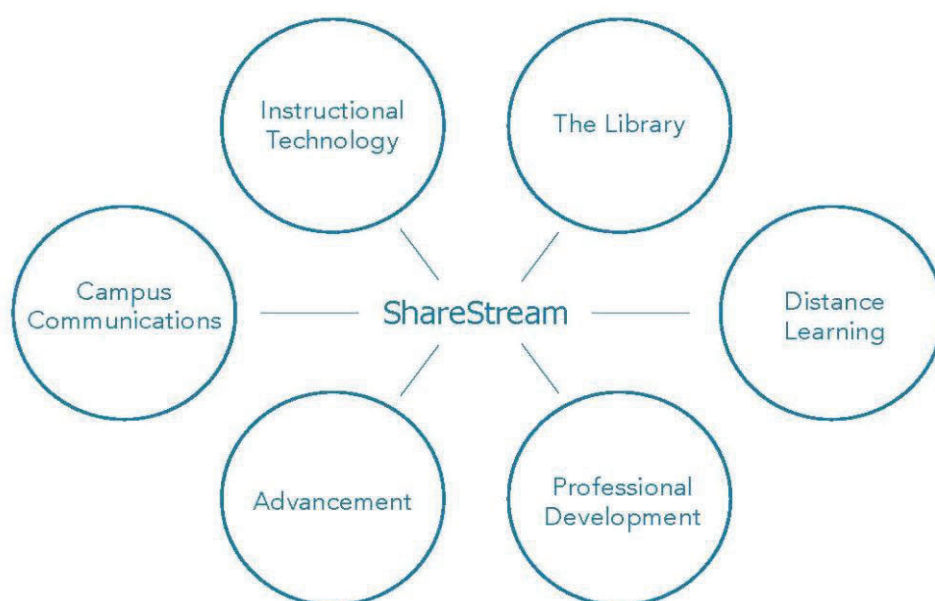 Instructional
Technology
The Library
Campus
Communications
ShareStream
Distance
Learning
Advancement
Professional
Development